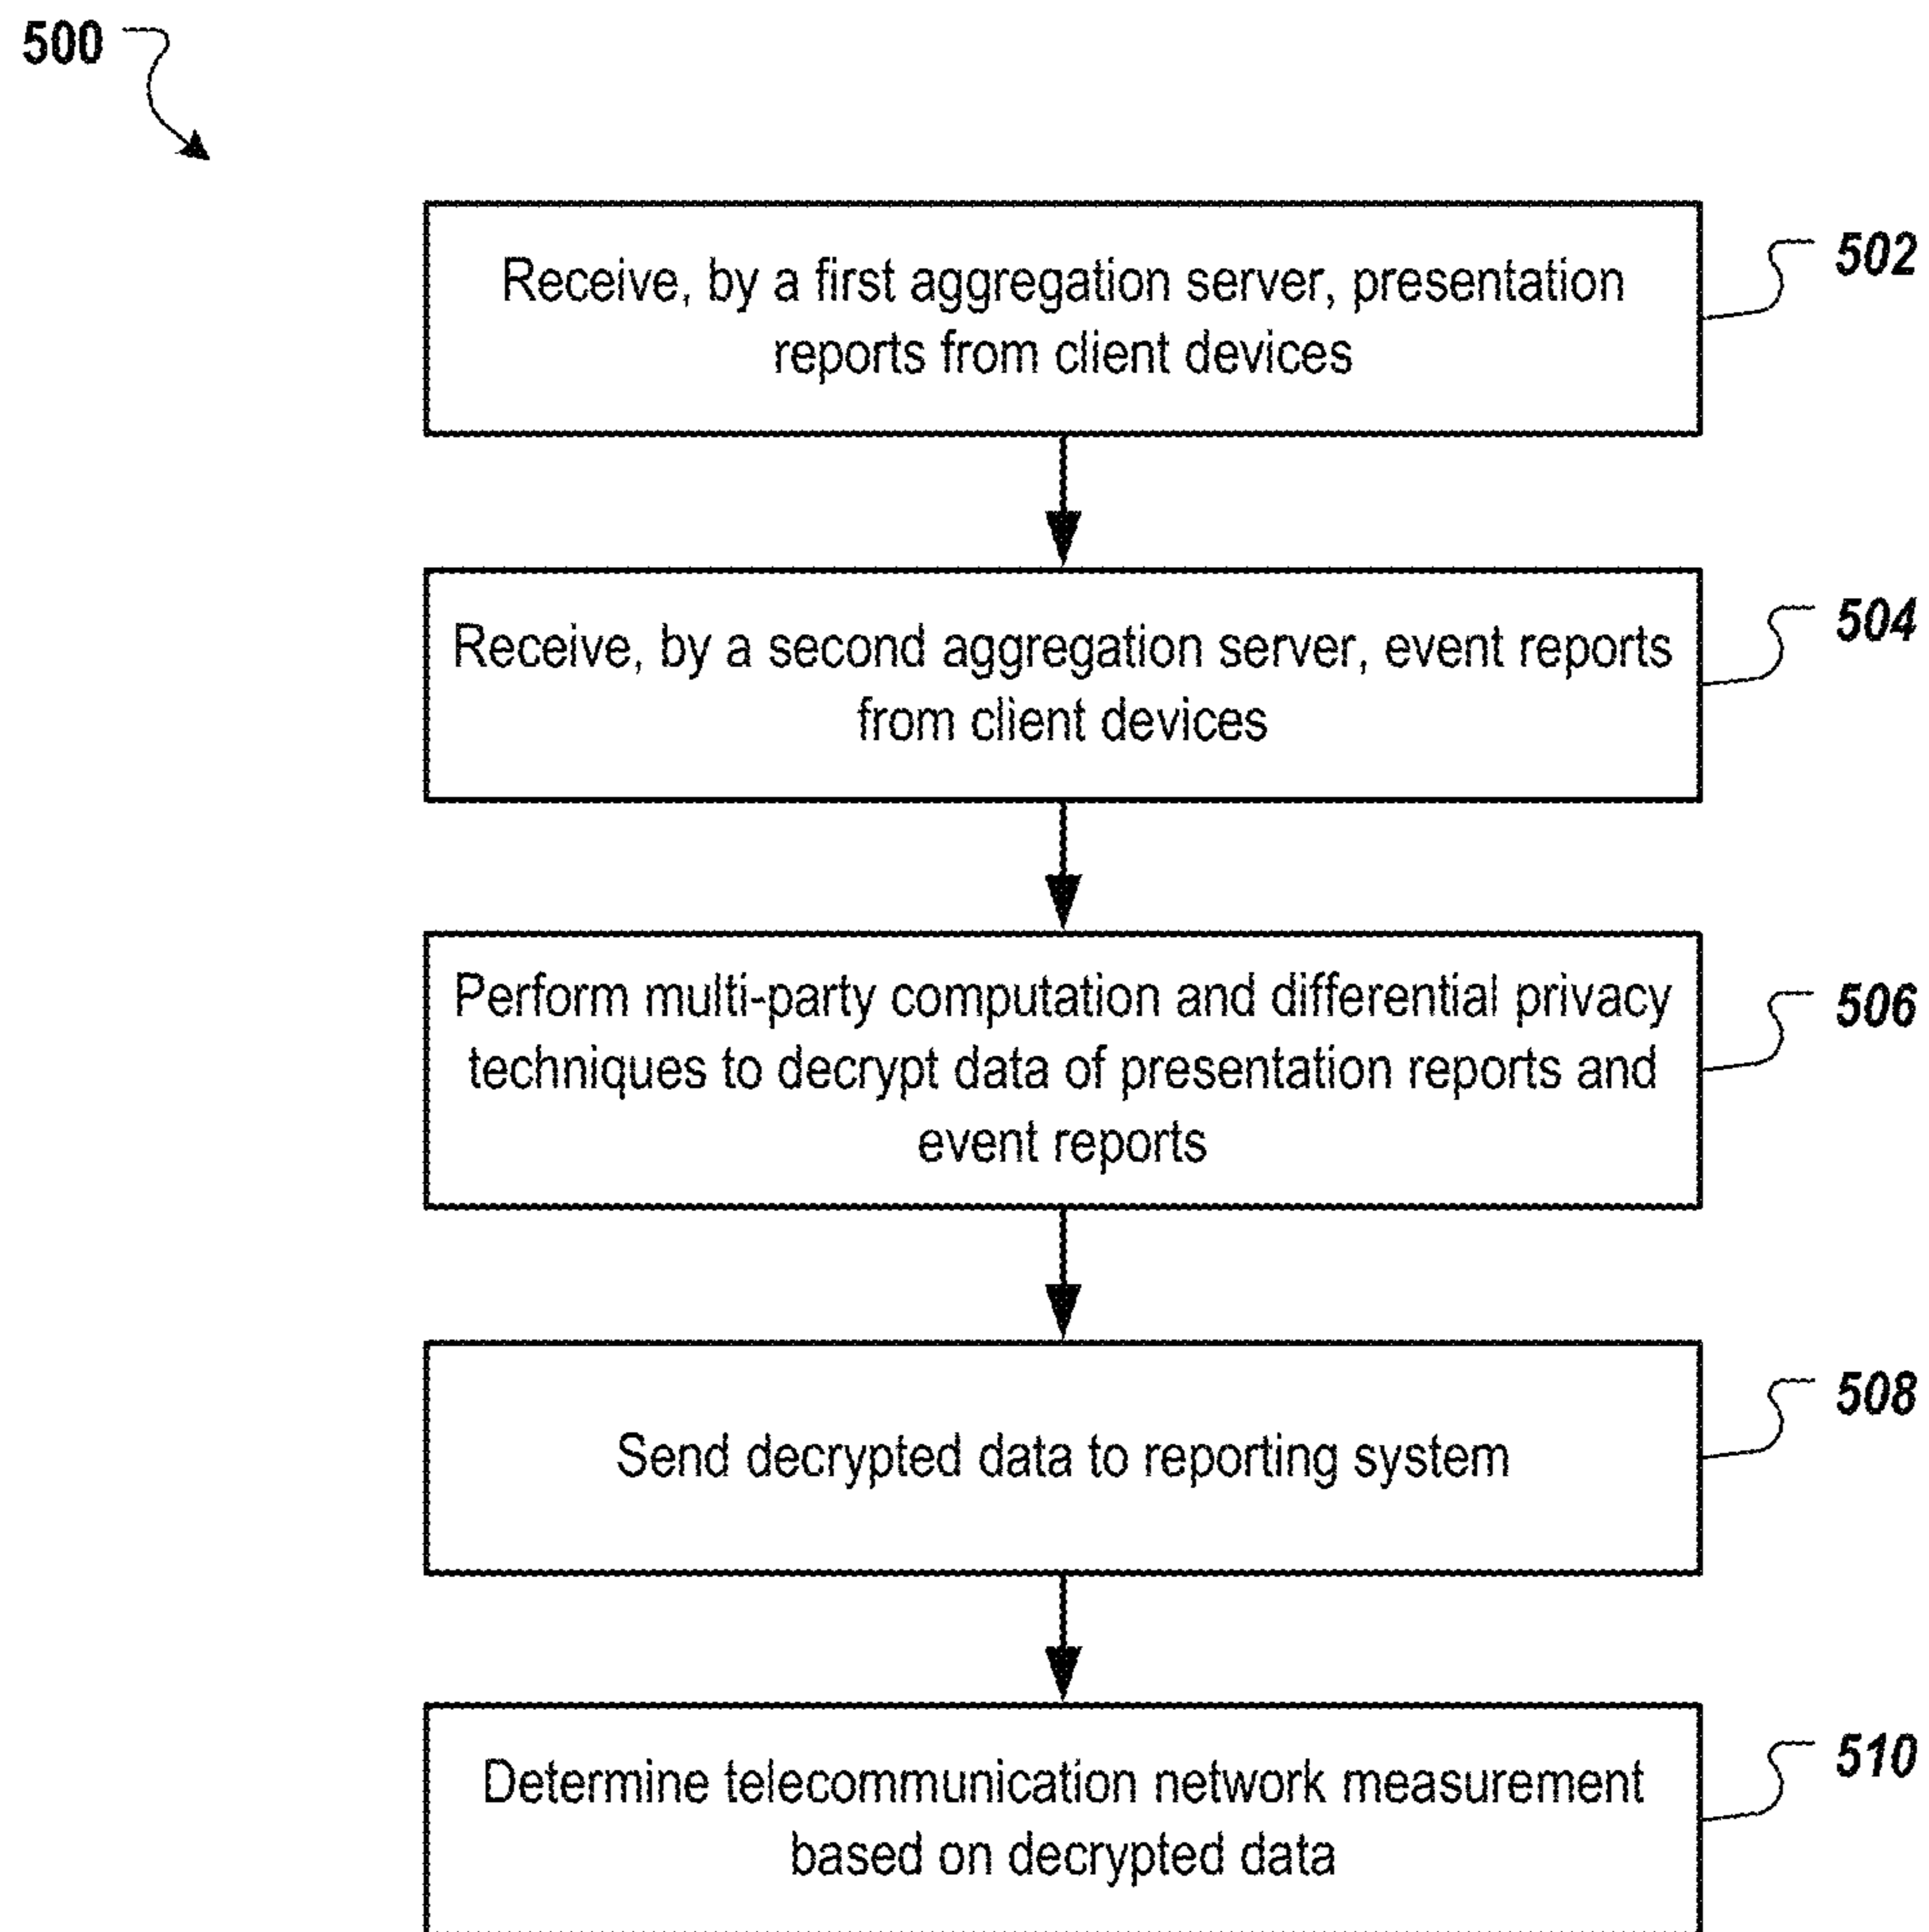 500
Receive, by a first aggregation server, presentation
reports from client devices
502
Receive, by a second aggregation server, event reports
from client devices
504
Perform multi-party computation and differential privacy
techniques to decrypt data of presentation reports and
event reports
506
Send decrypted data to reporting system
508
Determine telecommunication network measurement
based on decrypted data
510